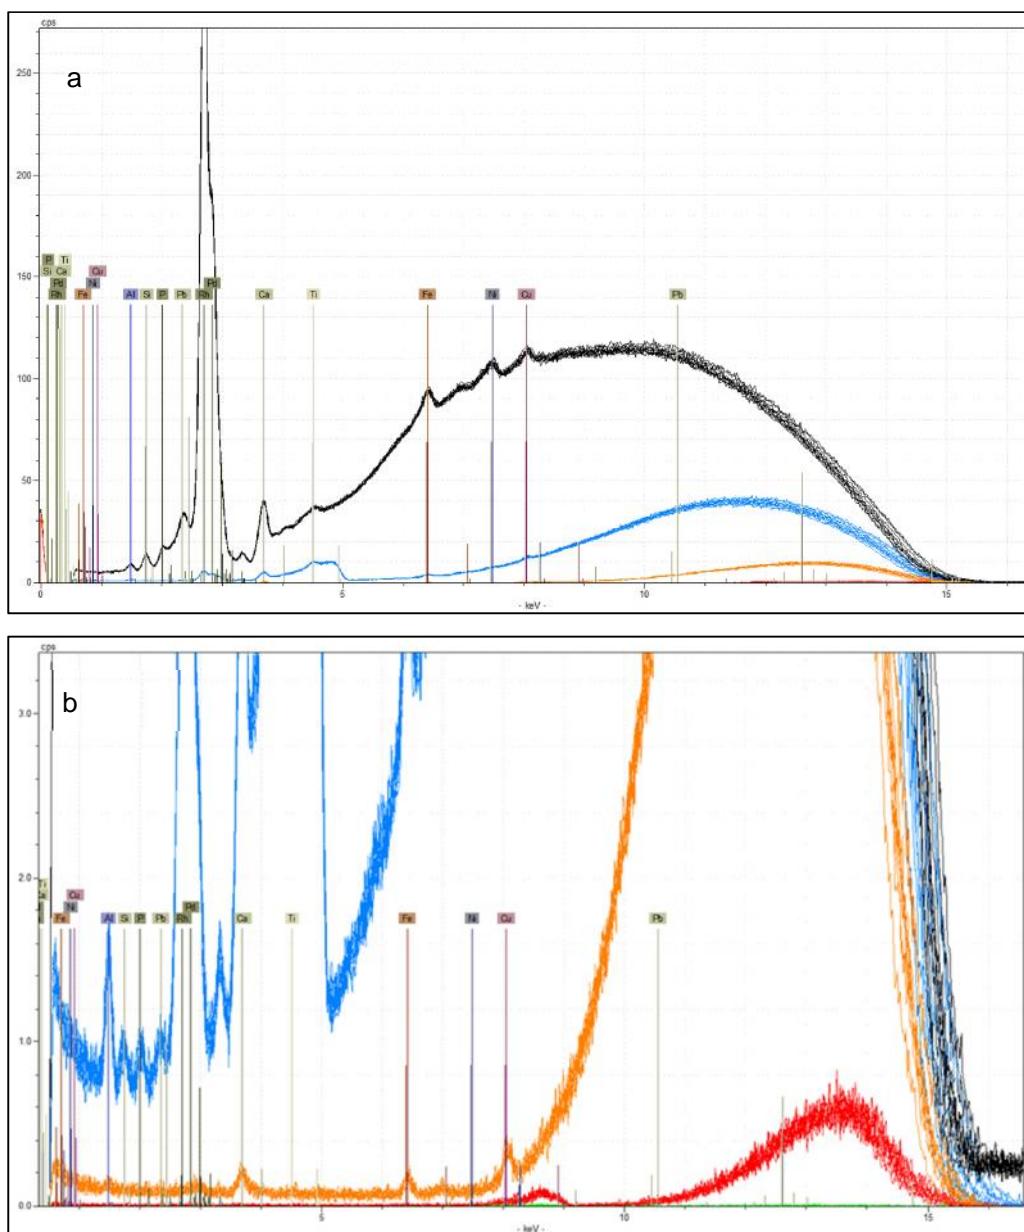 cps
a
250
200
150
100
50
0
P Ti
Si Ca Cu
Pd Ni
Rh Fe Al Si P Pb Rh Pd Ca Ti Fe Ni Cu Pb
0 5 10 15
- keV -
cps
b
3.0
2.0
1.0
0.0
Ti Cu
Ni Pd
Fe Al Si P Pb Rh Ca Ti Fe Ni Cu Pb
5 10 15
- keV -